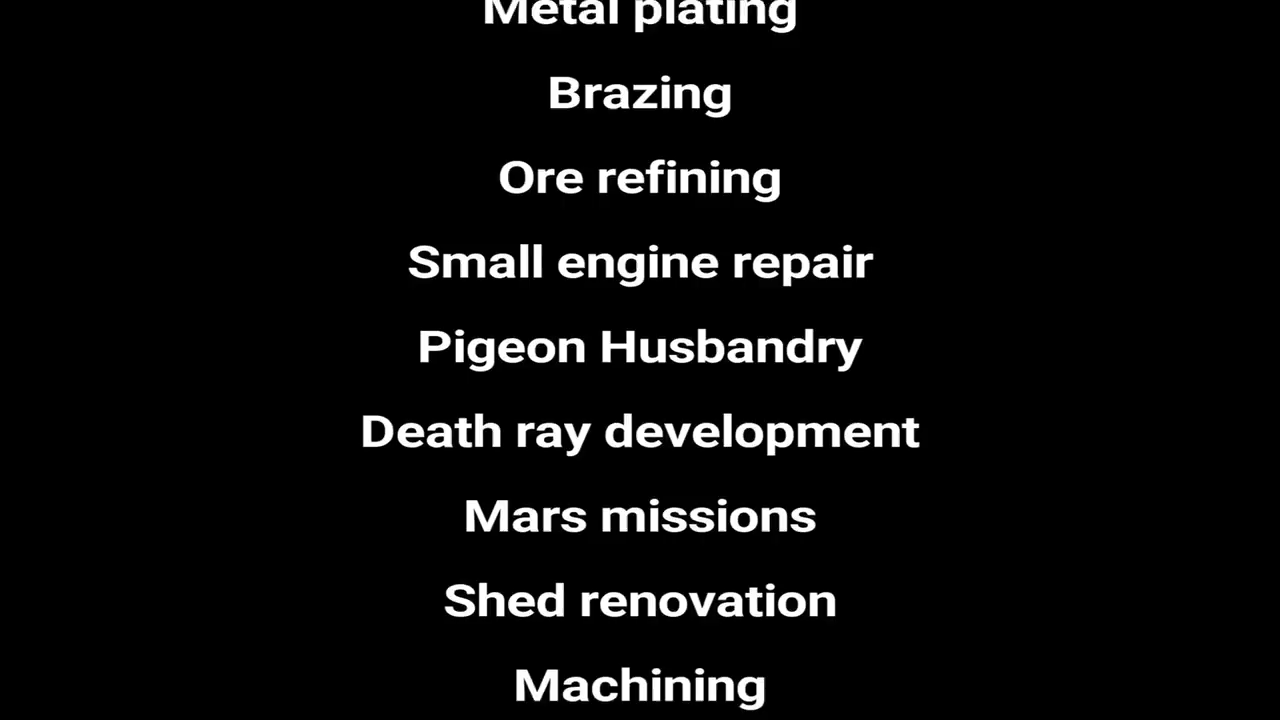 Metal plating
Brazing
Ore refining
Small engine repair
Pigeon Husbandry
Death ray development
Mars missions
Shed renovation
Machining